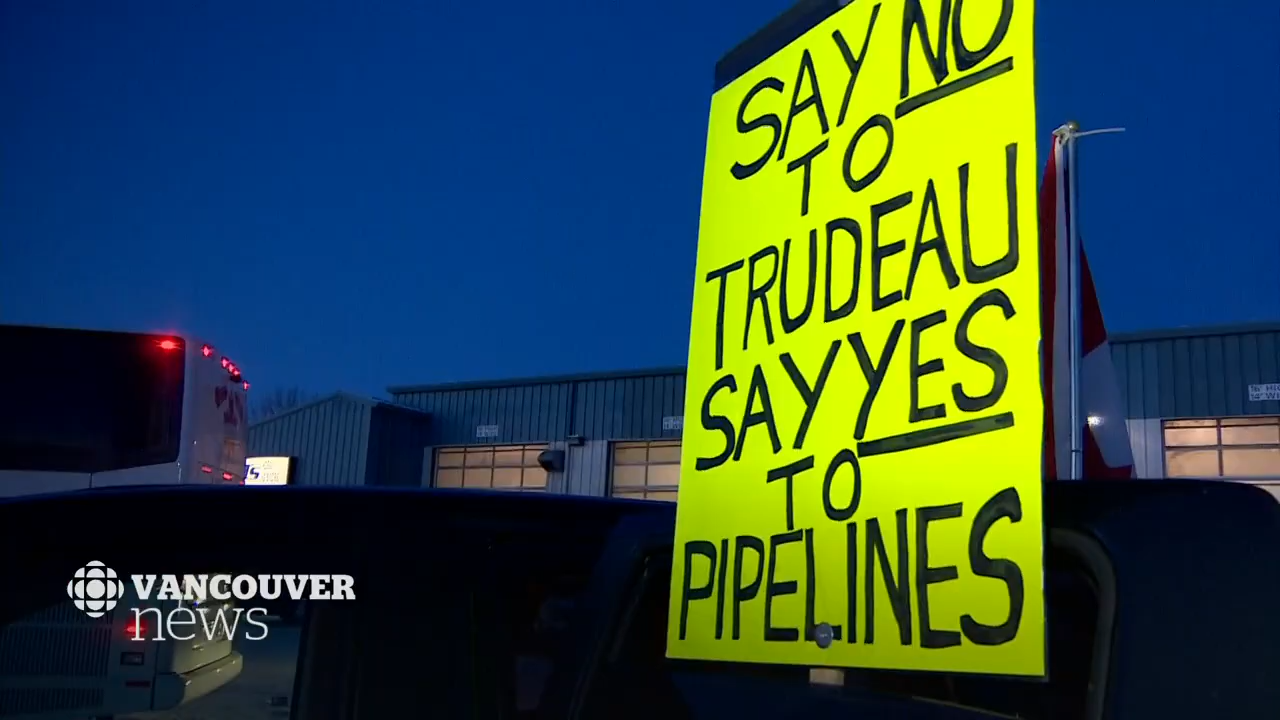 SAY NO
TO
TRUDEAU
SAY YES
TO
PIPELINES
VANCOUVER
news